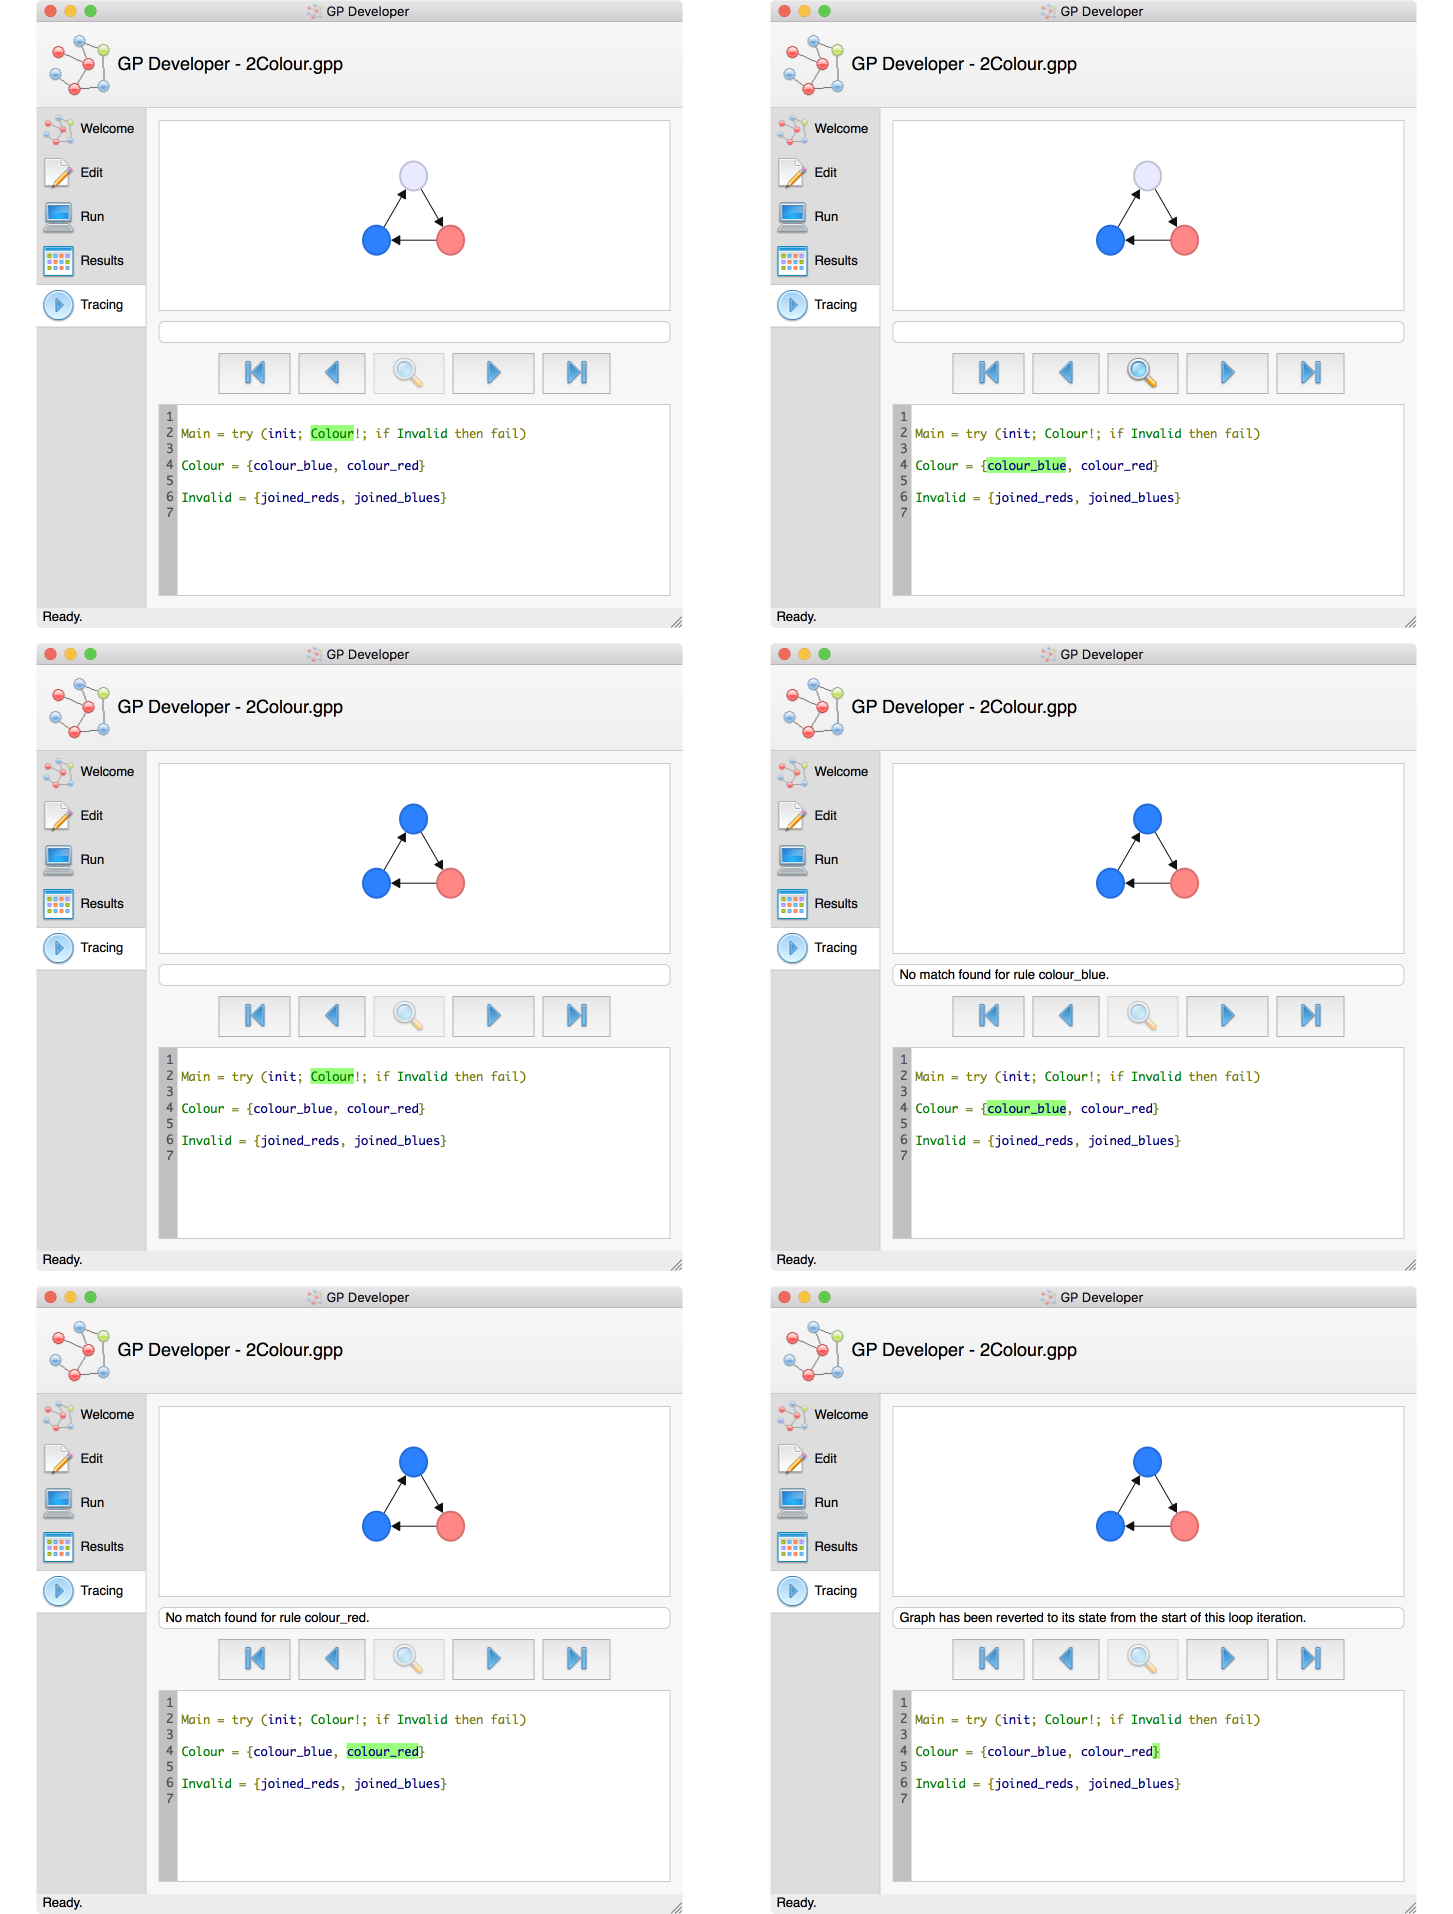 GP Developer
GP Developer - 2Colour.gpp
Welcome
Edit
Run
Results
Tracing
1
2 Main = try (init; Colour!; if Invalid then fail)
3
4 Colour = {colour_blue, colour_red}
5
6 Invalid = {joined_reds, joined_blues}
7
Ready.
GP Developer
GP Developer - 2Colour.gpp
Welcome
Edit
Run
Results
Tracing
1
2 Main = try (init; Colour!; if Invalid then fail)
3
4 Colour = {colour_blue, colour_red}
5
6 Invalid = {joined_reds, joined_blues}
7
Ready.
GP Developer
GP Developer - 2Colour.gpp
Welcome
Edit
Run
Results
Tracing
1
2 Main = try (init; Colour!; if Invalid then fail)
3
4 Colour = {colour_blue, colour_red}
5
6 Invalid = {joined_reds, joined_blues}
7
Ready.
GP Developer
GP Developer - 2Colour.gpp
Welcome
Edit
Run
Results
Tracing
No match found for rule colour_blue.
1
2 Main = try (init; Colour!; if Invalid then fail)
3
4 Colour = {colour_blue, colour_red}
5
6 Invalid = {joined_reds, joined_blues}
7
Ready.
GP Developer
GP Developer - 2Colour.gpp
Welcome
Edit
Run
Results
Tracing
No match found for rule colour_red.
1
2 Main = try (init; Colour!; if Invalid then fail)
3
4 Colour = {colour_blue, colour_red}
5
6 Invalid = {joined_reds, joined_blues}
7
Ready.
GP Developer
GP Developer - 2Colour.gpp
Welcome
Edit
Run
Results
Tracing
Graph has been reverted to its state from the start of this loop iteration.
1
2 Main = try (init; Colour!; if Invalid then fail)
3
4 Colour = {colour_blue, colour_red}
5
6 Invalid = {joined_reds, joined_blues}
7
Ready.